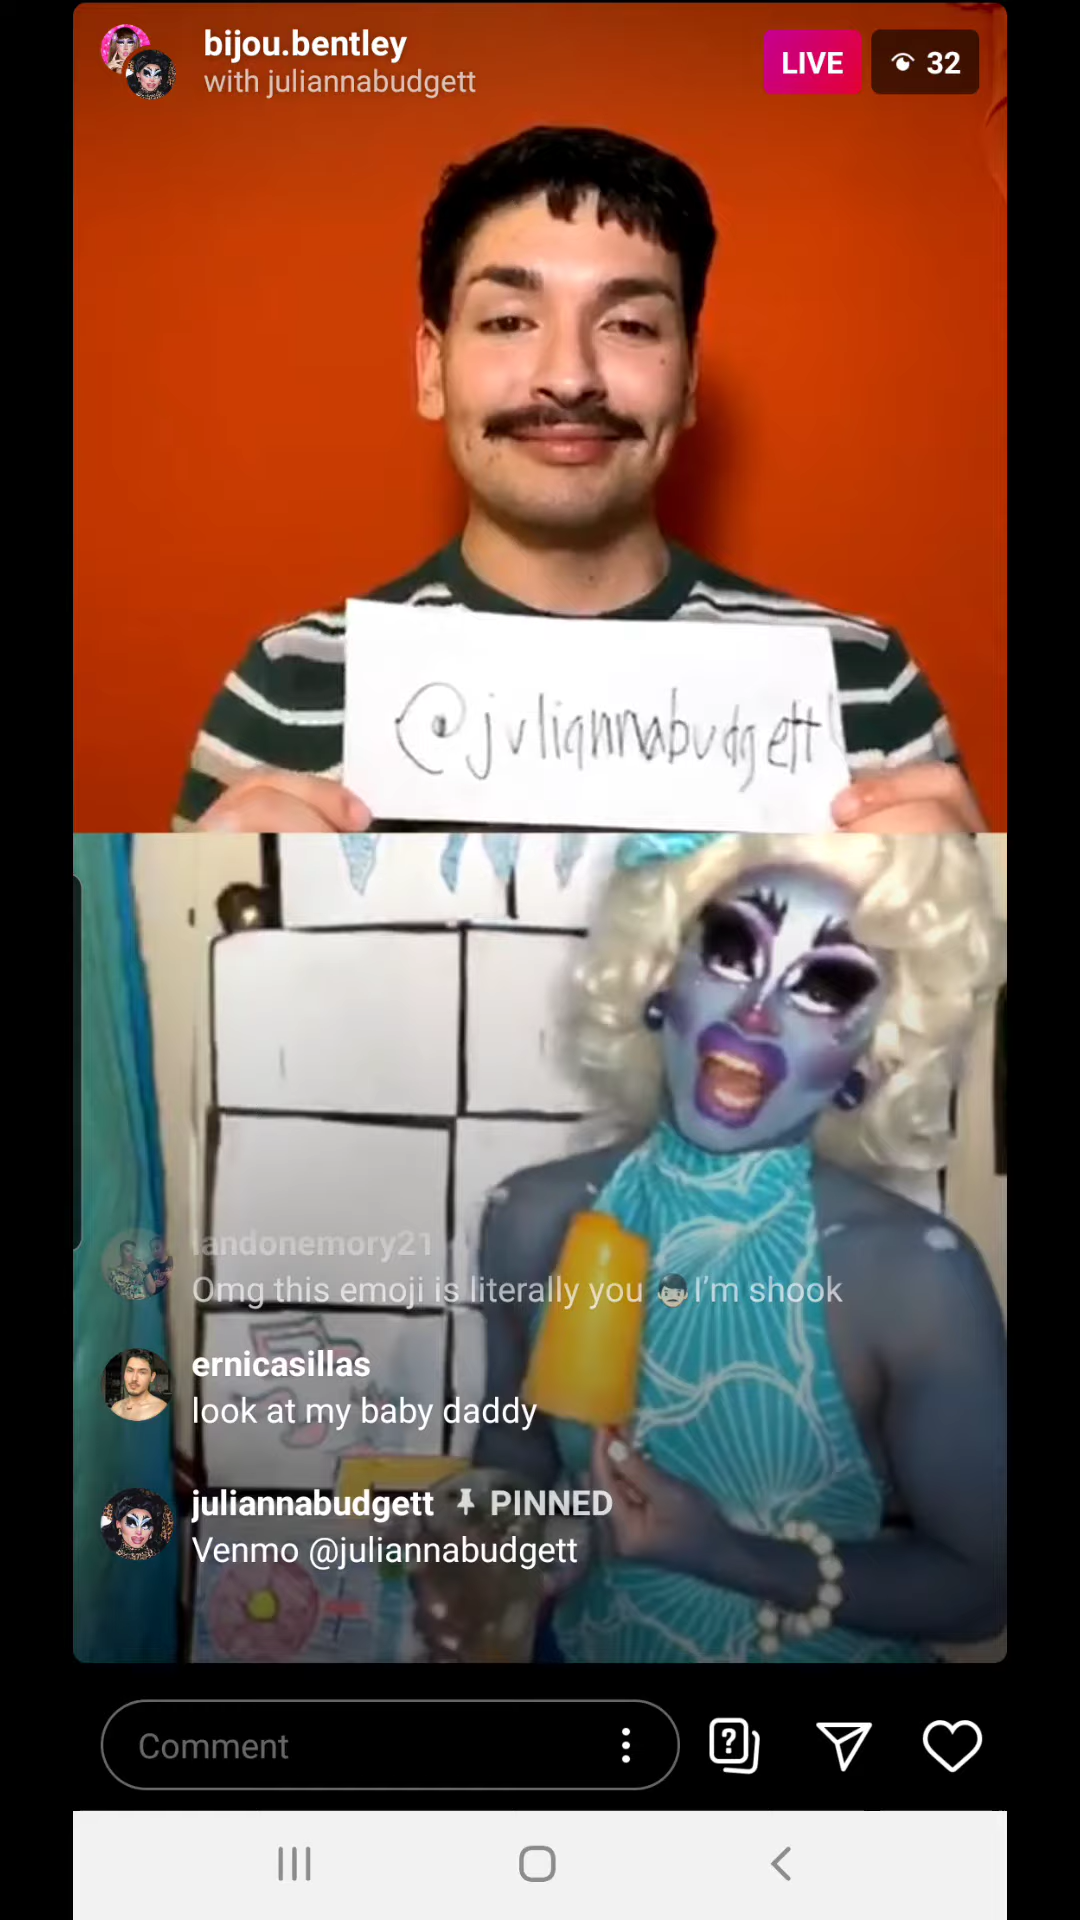 bijou.bentley
with juliannabudgett
LIVE
32
@juliannabudgett
landonemory21
Omg this emoji is literally you 🥷🏻I'm shook
ernicasillas
look at my baby daddy
juliannabudgett PINNED
Venmo @juliannabudgett
Comment